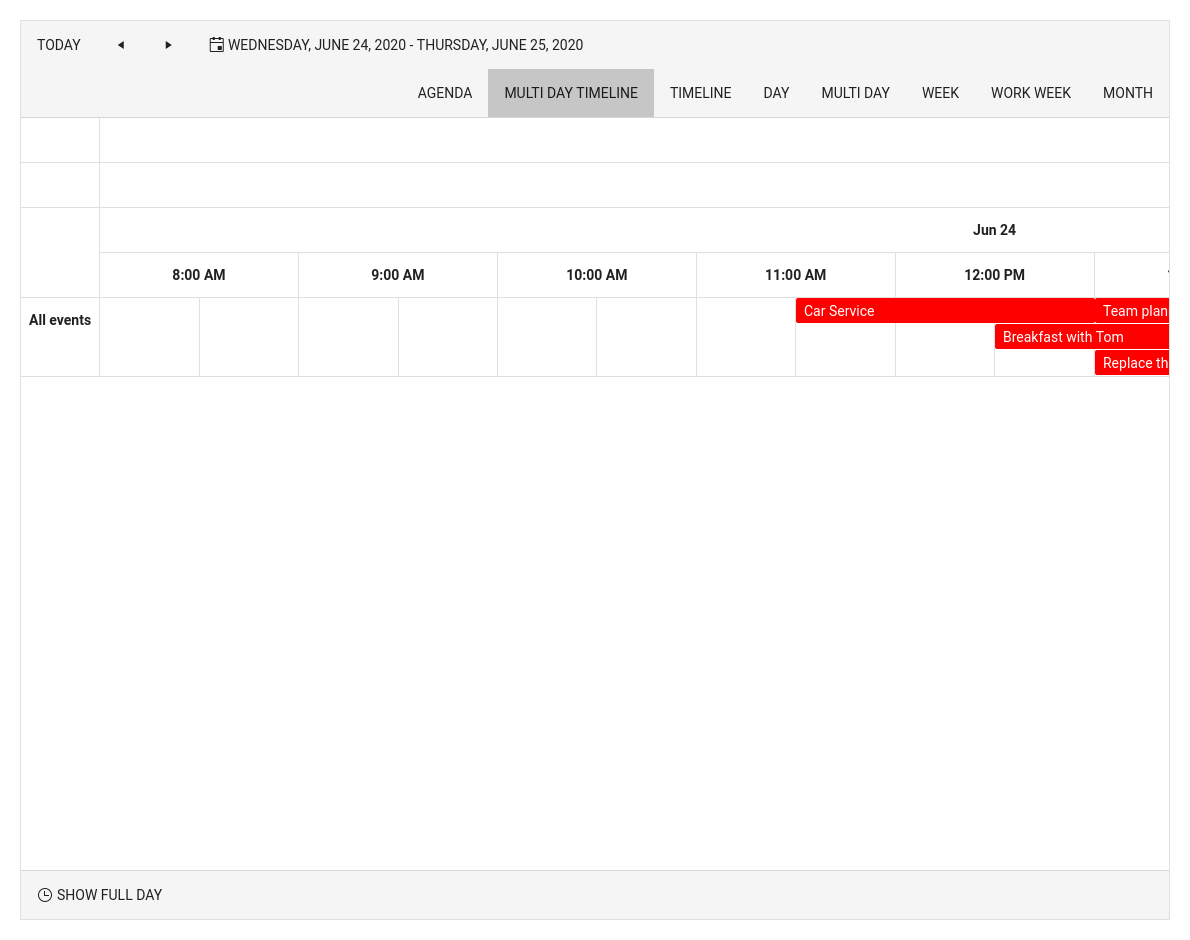 TODAY WEDNESDAY, JUNE 24, 2020 - THURSDAY, JUNE 25, 2020
AGENDA MULTI DAY TIMELINE TIMELINE DAY MULTI DAY WEEK WORK WEEK MONTH
Jun 24
8:00 AM 9:00 AM 10:00 AM 11:00 AM 12:00 PM
All events Car Service Team plan
Breakfast with Tom
Replace th
SHOW FULL DAY